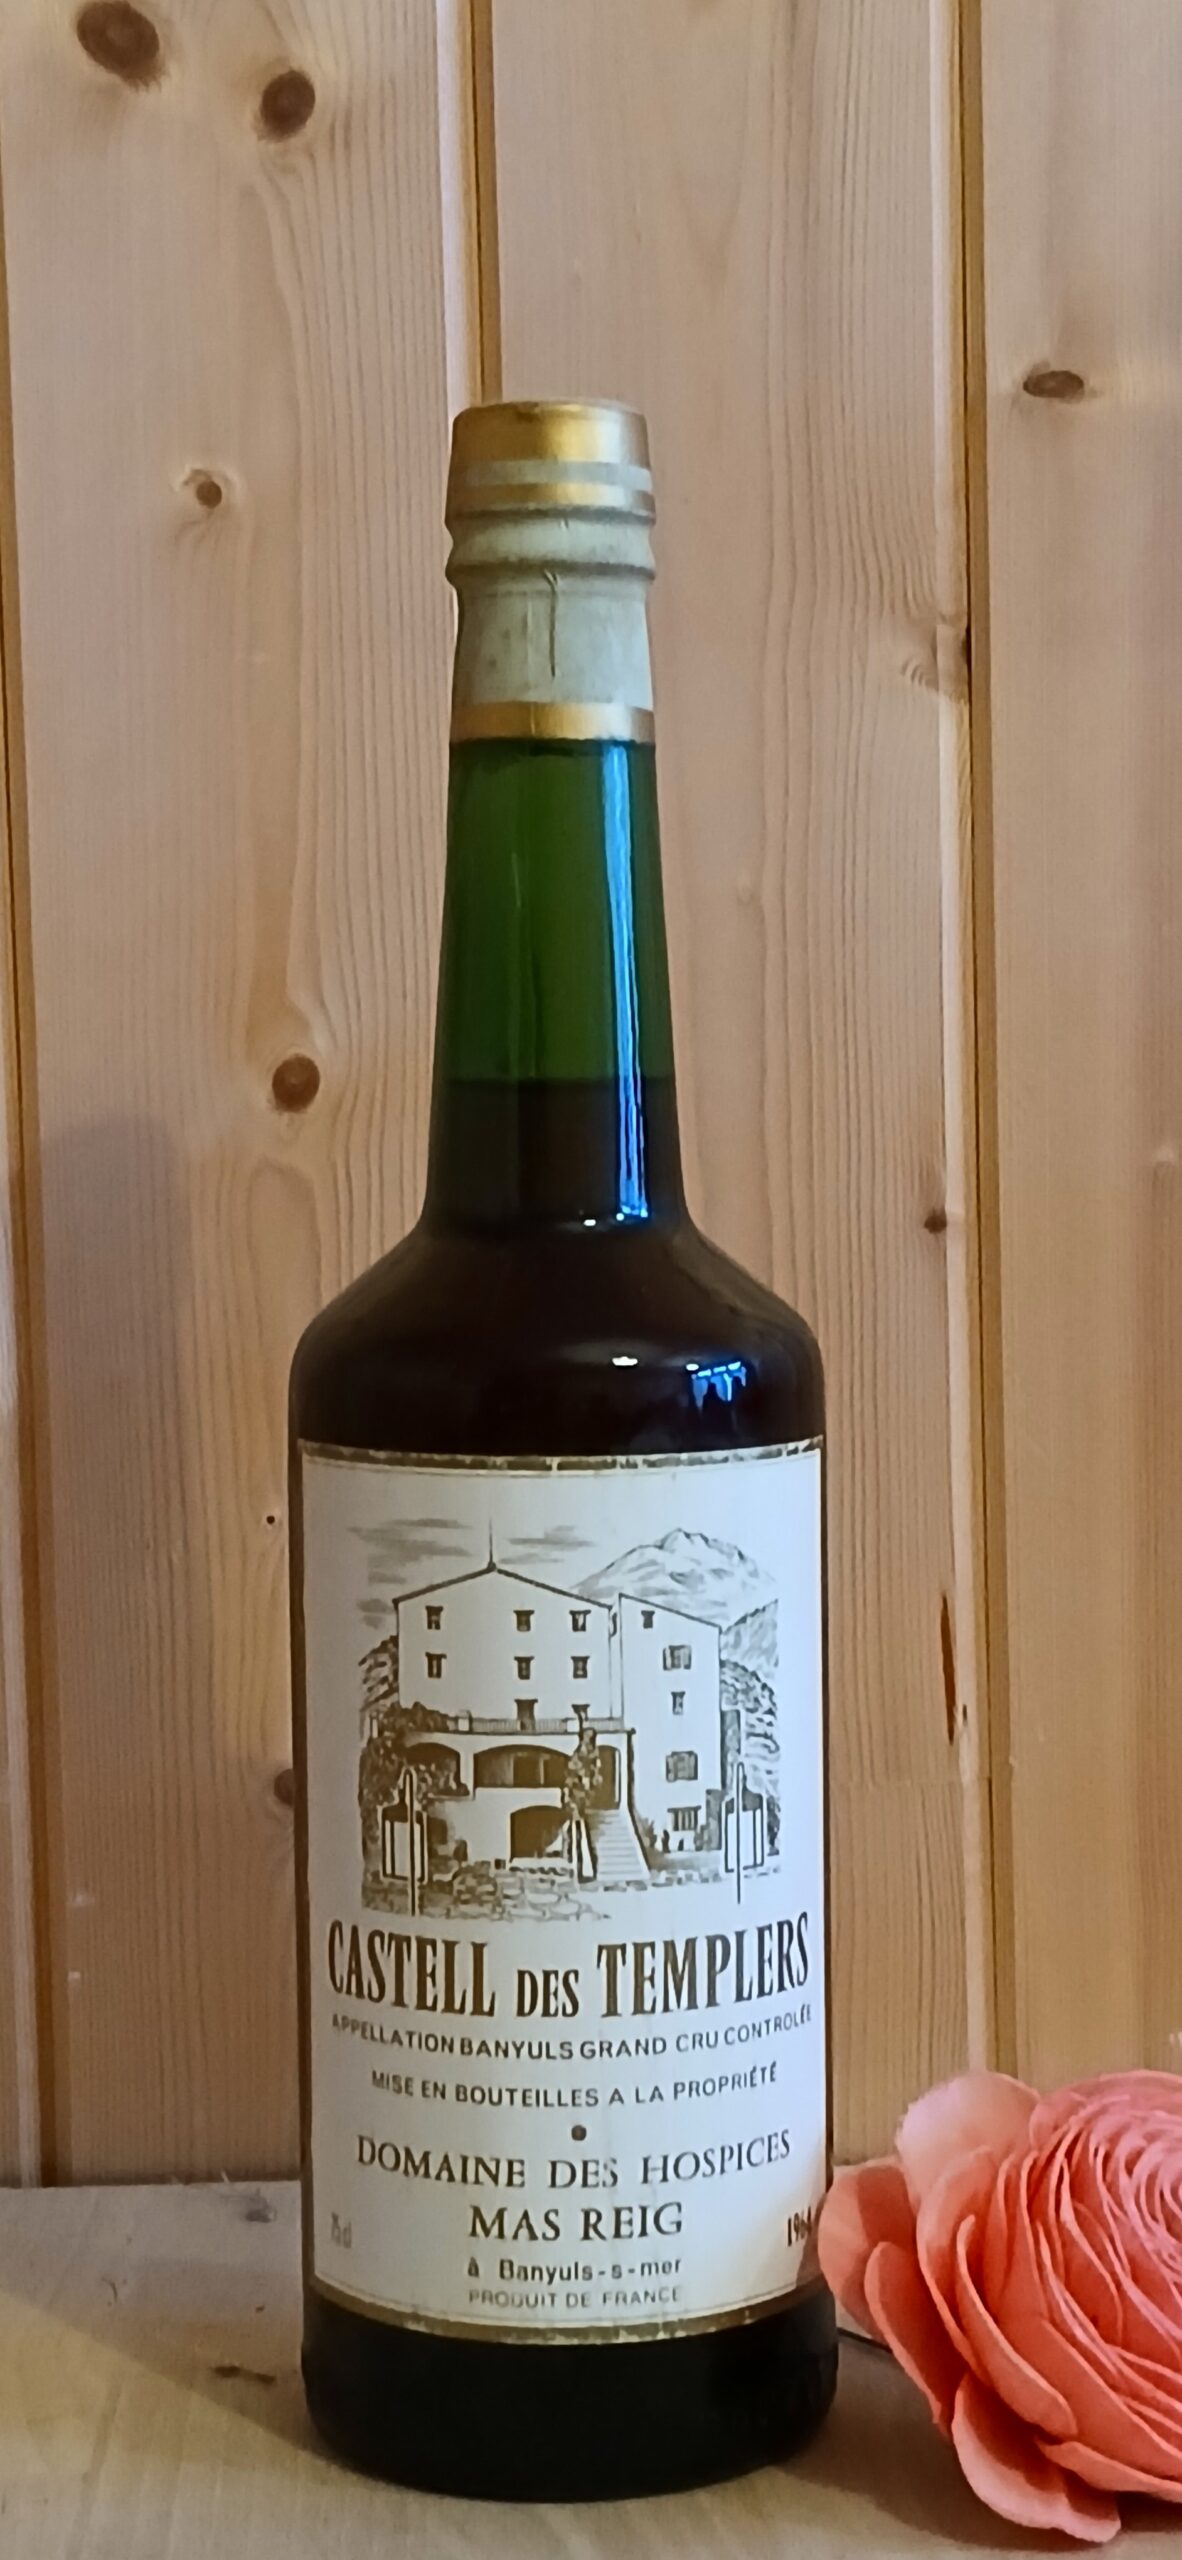 CASTELL DES TEMPLERS
APPELLATION BANYULS GRAND CRU CONTROLÉE
MISE EN BOUTEILLES A LA PROPRIÉTÉ
DOMAINE DES HOSPICES
MAS REIG
à Banyuls-s-mer
PRODUIT DE FRANCE